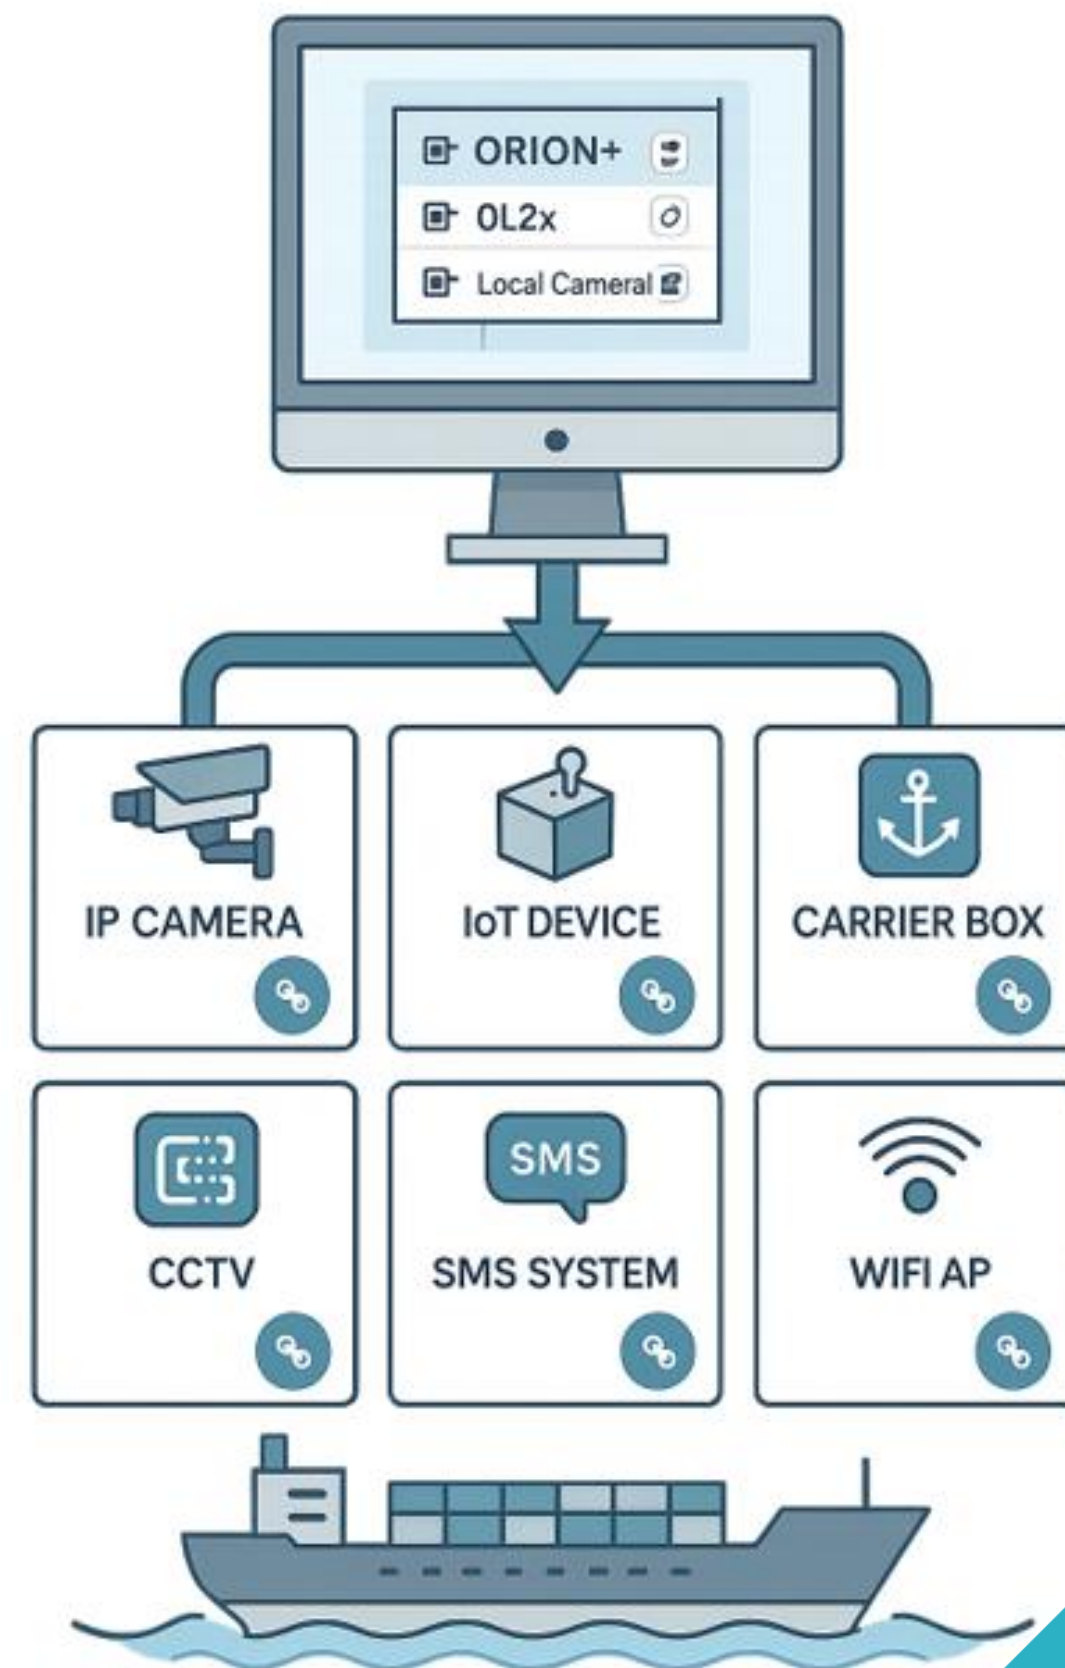 ORION+
OL2x
Local Cameral
IP CAMERA
IoT DEVICE
CARRIER BOX
CCTV
SMS
SMS SYSTEM
WIFI AP